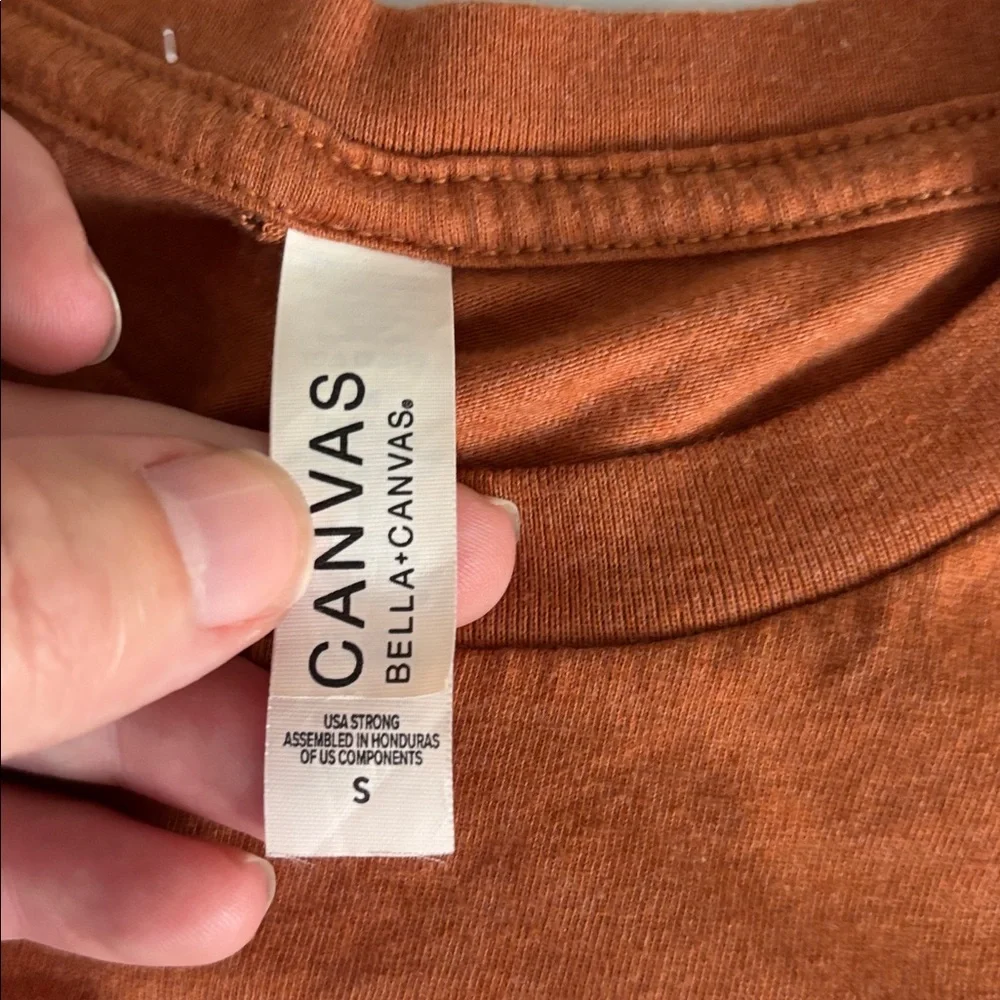 CANVAS
BELLA+CANVAS®
USA STRONG
ASSEMBLED IN HONDURAS
OF US COMPONENTS
S